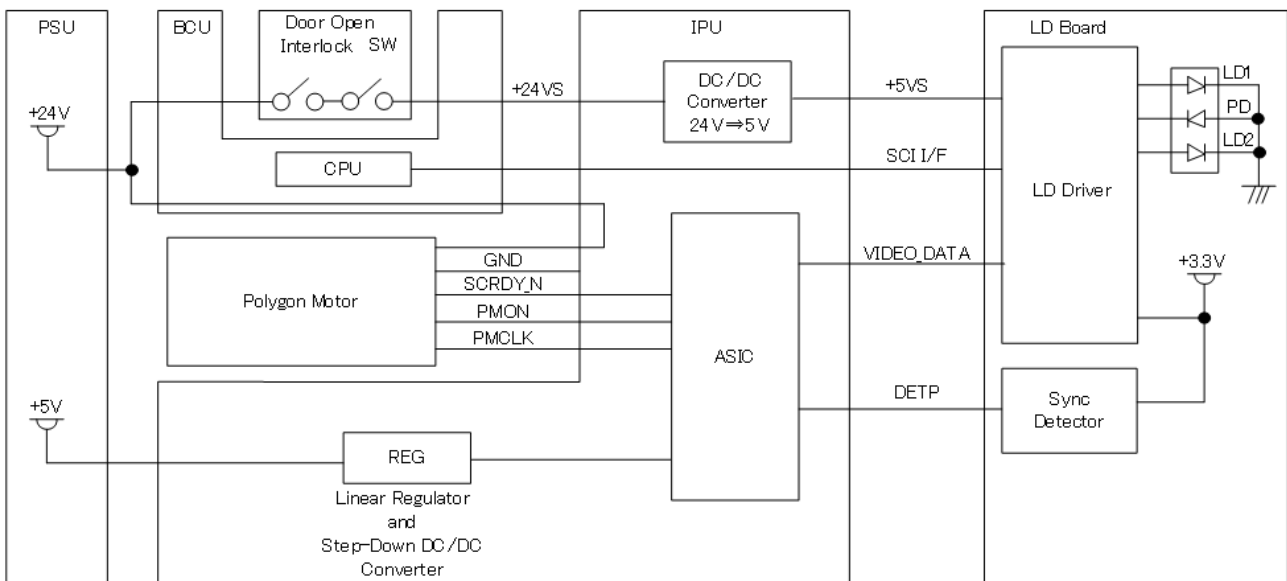 PSU
BCU
Door Open
Interlock SW
IPU
LD Board
+24V
+24VS
DC/DC
Converter
24V⇒5V
+5VS
LD1
PD
LD2
CPU
SCI I/F
LD Driver
Polygon Motor
GND
SCRDY_N
PMON
PMCLK
ASIC
VIDEO_DATA
+3.3V
DETP
Sync
Detector
+5V
REG
Linear Regulator
and
Step-Down DC/DC
Converter